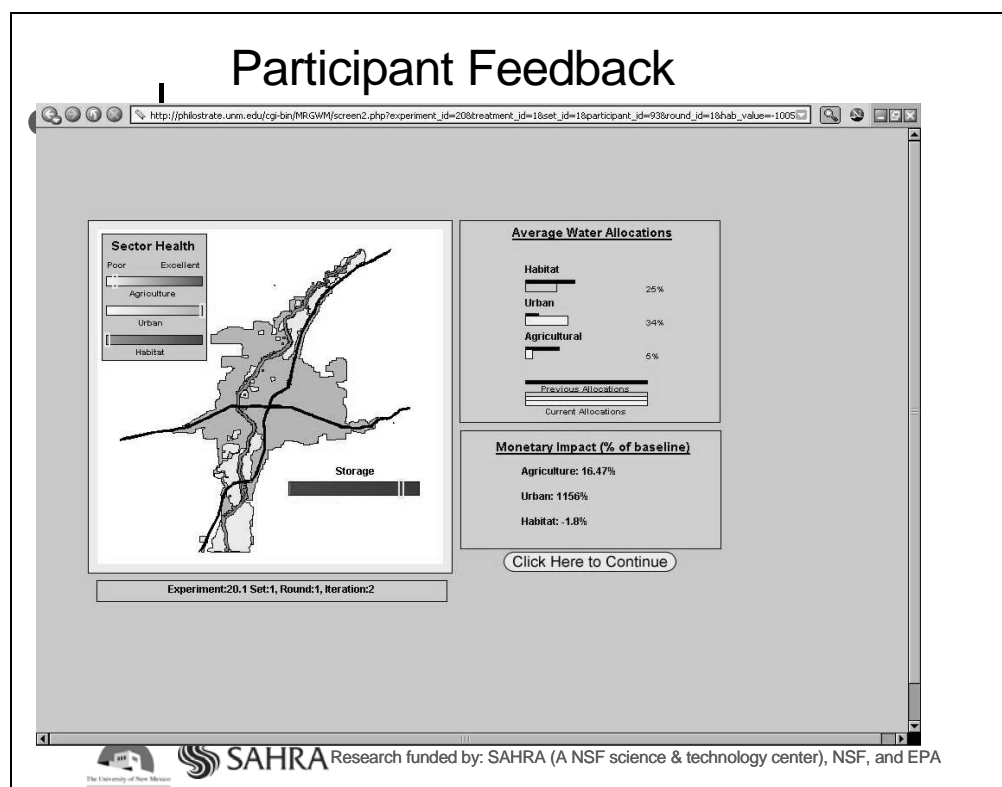 Participant Feedback
http://philostrate.unm.edu/cgi-bin/MRGWM/screen2.php?experiment_id=20&treatment_id=1&set_id=1&participant_id=93&round_id=1&hab_value=-1005
Sector Health
Poor Excellent
Agriculture
Urban
Habitat
Storage
Experiment:20.1 Set:1, Round:1, Iteration:2
Average Water Allocations
Habitat
25%
Urban
34%
Agricultural
5%
Previous Allocations
Current Allocations
Monetary Impact (% of baseline)
Agriculture: 16.47%
Urban: 1156%
Habitat: -1.8%
Click Here to Continue
The University of New Mexico
SAHRA Research funded by: SAHRA (A NSF science & technology center), NSF, and EPA